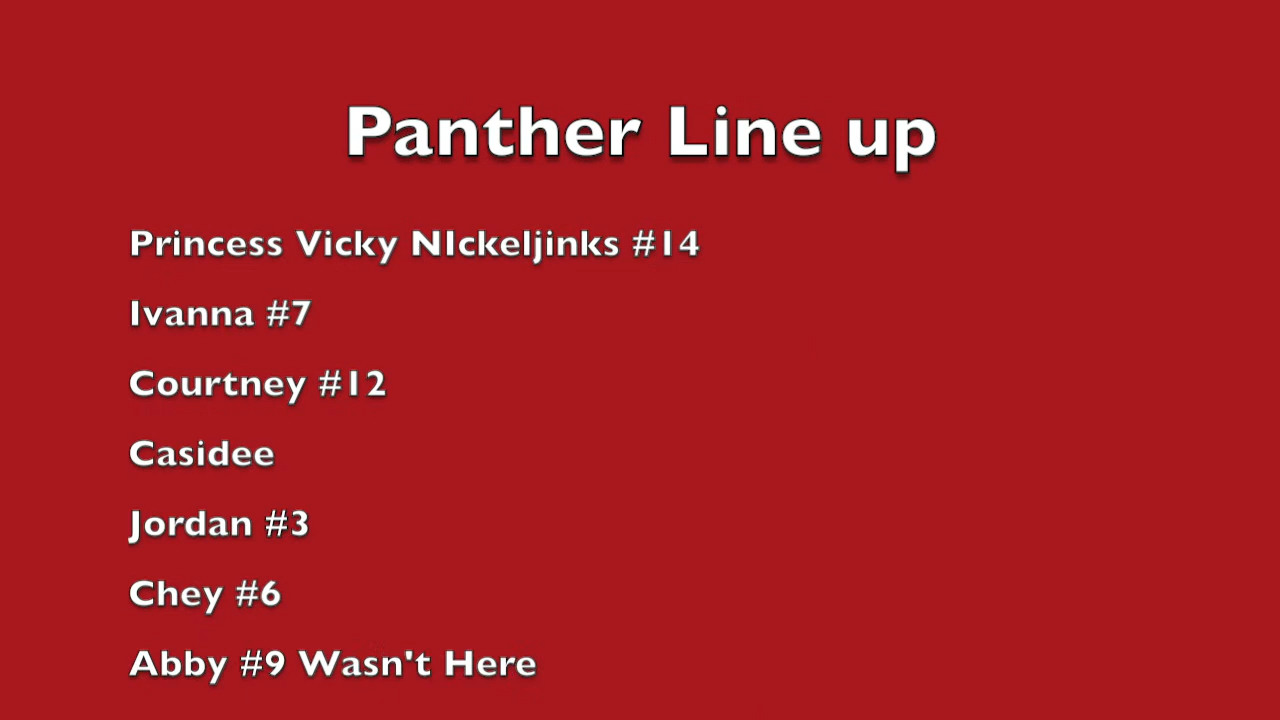 Panther Line up
Princess Vicky NIckeljinks #14
Ivanna #7
Courtney #12
Casidee
Jordan #3
Chey #6
Abby #9 Wasn't Here